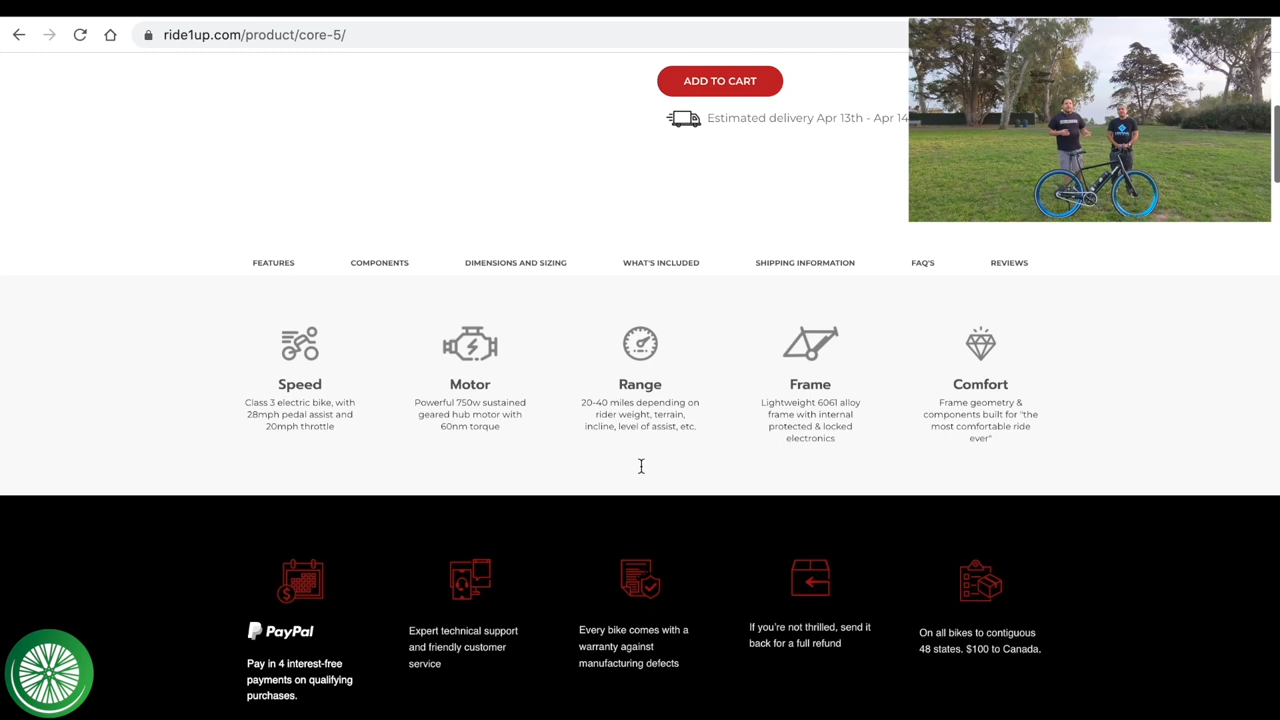 ride1up.com/product/core-5/
ADD TO CART
Estimated delivery Apr 13th - Apr 14
FEATURES COMPONENTS DIMENSIONS AND SIZING WHAT'S INCLUDED SHIPPING INFORMATION FAQ'S REVIEWS
Speed
Class 3 electric bike, with
28mph pedal assist and
20mph throttle
Motor
Powerful 750w sustained
geared hub motor with
60nm torque
Range
20-40 miles depending on
rider weight, terrain,
incline, level of assist, etc.
Frame
Lightweight 6061 alloy
frame with internal
protected & locked
electronics
Comfort
Frame geometry &
components built for "the
most comfortable ride
ever"
PayPal
Pay in 4 interest-free
payments on qualifying
purchases.
Expert technical support
and friendly customer
service
Every bike comes with a
warranty against
manufacturing defects
If you're not thrilled, send it
back for a full refund
On all bikes to contiguous
48 states. $100 to Canada.